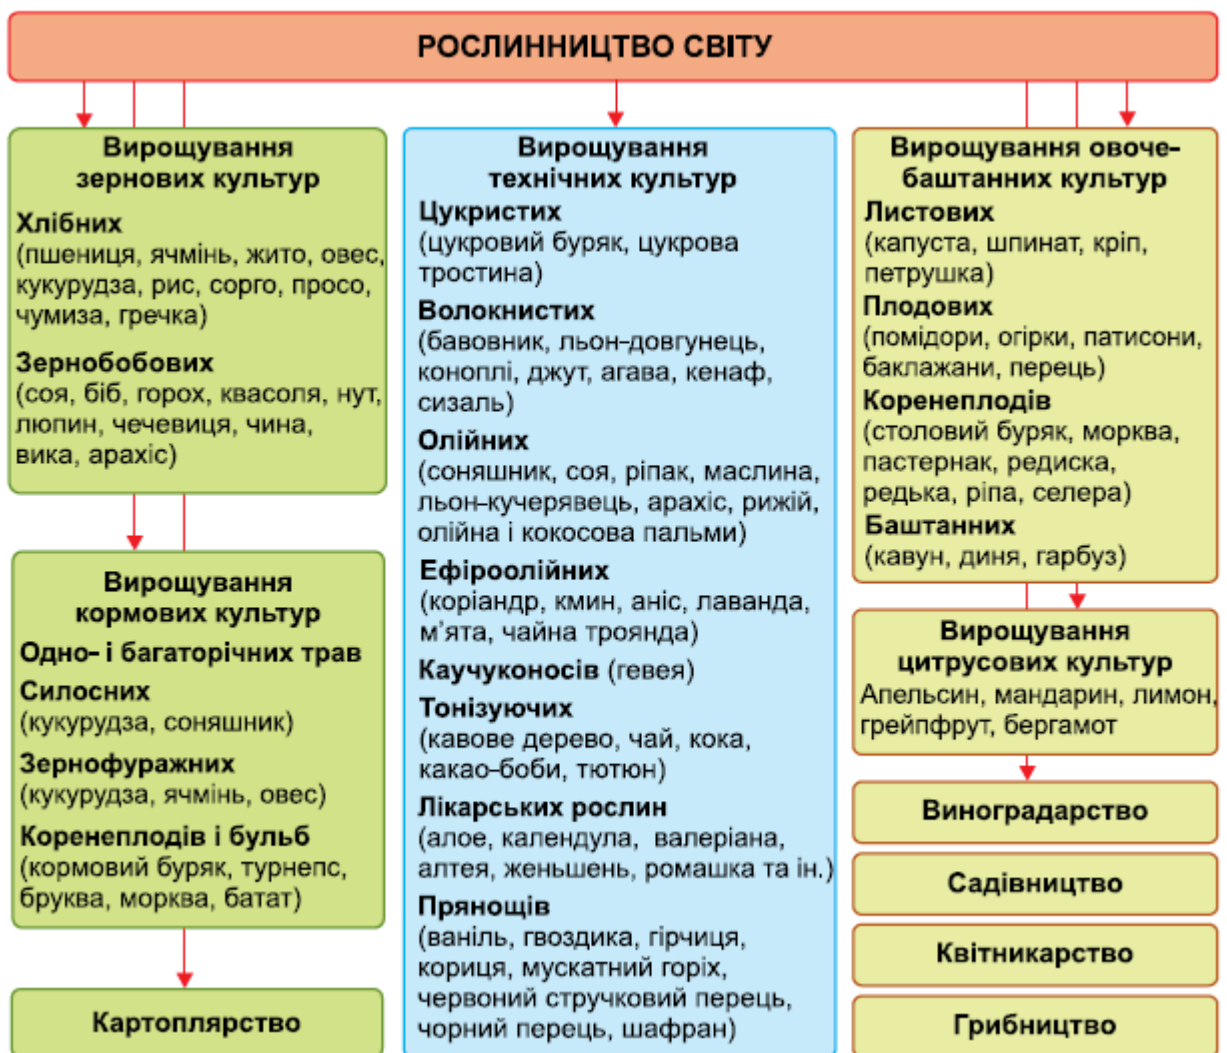 РОСЛИННИЦТВО СВІТУ
Вирощування
зернових культур
Хлібних
(пшениця, ячмінь, жито, овес,
кукурудза, рис, сорго, просо,
чумиза, гречка)
Зернобобових
(соя, біб, горох, квасоля, нут,
люпин, чечевиця, чина,
вика, арахіс)
Вирощування
кормових культур
Одно- і багаторічних трав
Силосних
(кукурудза, соняшник)
Зернофуражних
(кукурудза, ячмінь, овес)
Коренеплодів і бульб
(кормовий буряк, турнепс,
бруква, морква, батат)
Картоплярство
Вирощування
технічних культур
Цукристих
(цукровий буряк, цукрова
тростина)
Волокнистих
(бавовник, льон-довгунець,
коноплі, джут, агава, кенаф,
сизаль)
Олійних
(соняшник, соя, ріпак, маслина,
льон-кучерявець, арахіс, рижій,
олійна і кокосова пальми)
Ефіроолійних
(коріандр, кмин, аніс, лаванда,
м’ята, чайна троянда)
Каучуконосів (гевея)
Тонізуючих
(кавове дерево, чай, кока,
какао-боби, тютюн)
Лікарських рослин
(алое, календула, валеріана,
алтея, женьшень, ромашка та ін.)
Прянощів
(ваніль, гвоздика, гірчиця,
кориця, мускатний горіх,
червоний стручковий перець,
чорний перець, шафран)
Вирощування овоче-
баштанних культур
Листових
(капуста, шпинат, кріп,
петрушка)
Плодових
(помідори, огірки, патисони,
баклажани, перець)
Коренеплодів
(столовий буряк, морква,
пастернак, редиска,
редька, ріпа, селера)
Баштанних
(кавун, диня, гарбуз)
Вирощування
цитрусових культур
Апельсин, мандарин, лимон,
грейпфрут, бергамот
Виноградарство
Садівництво
Квітникарство
Грибництво